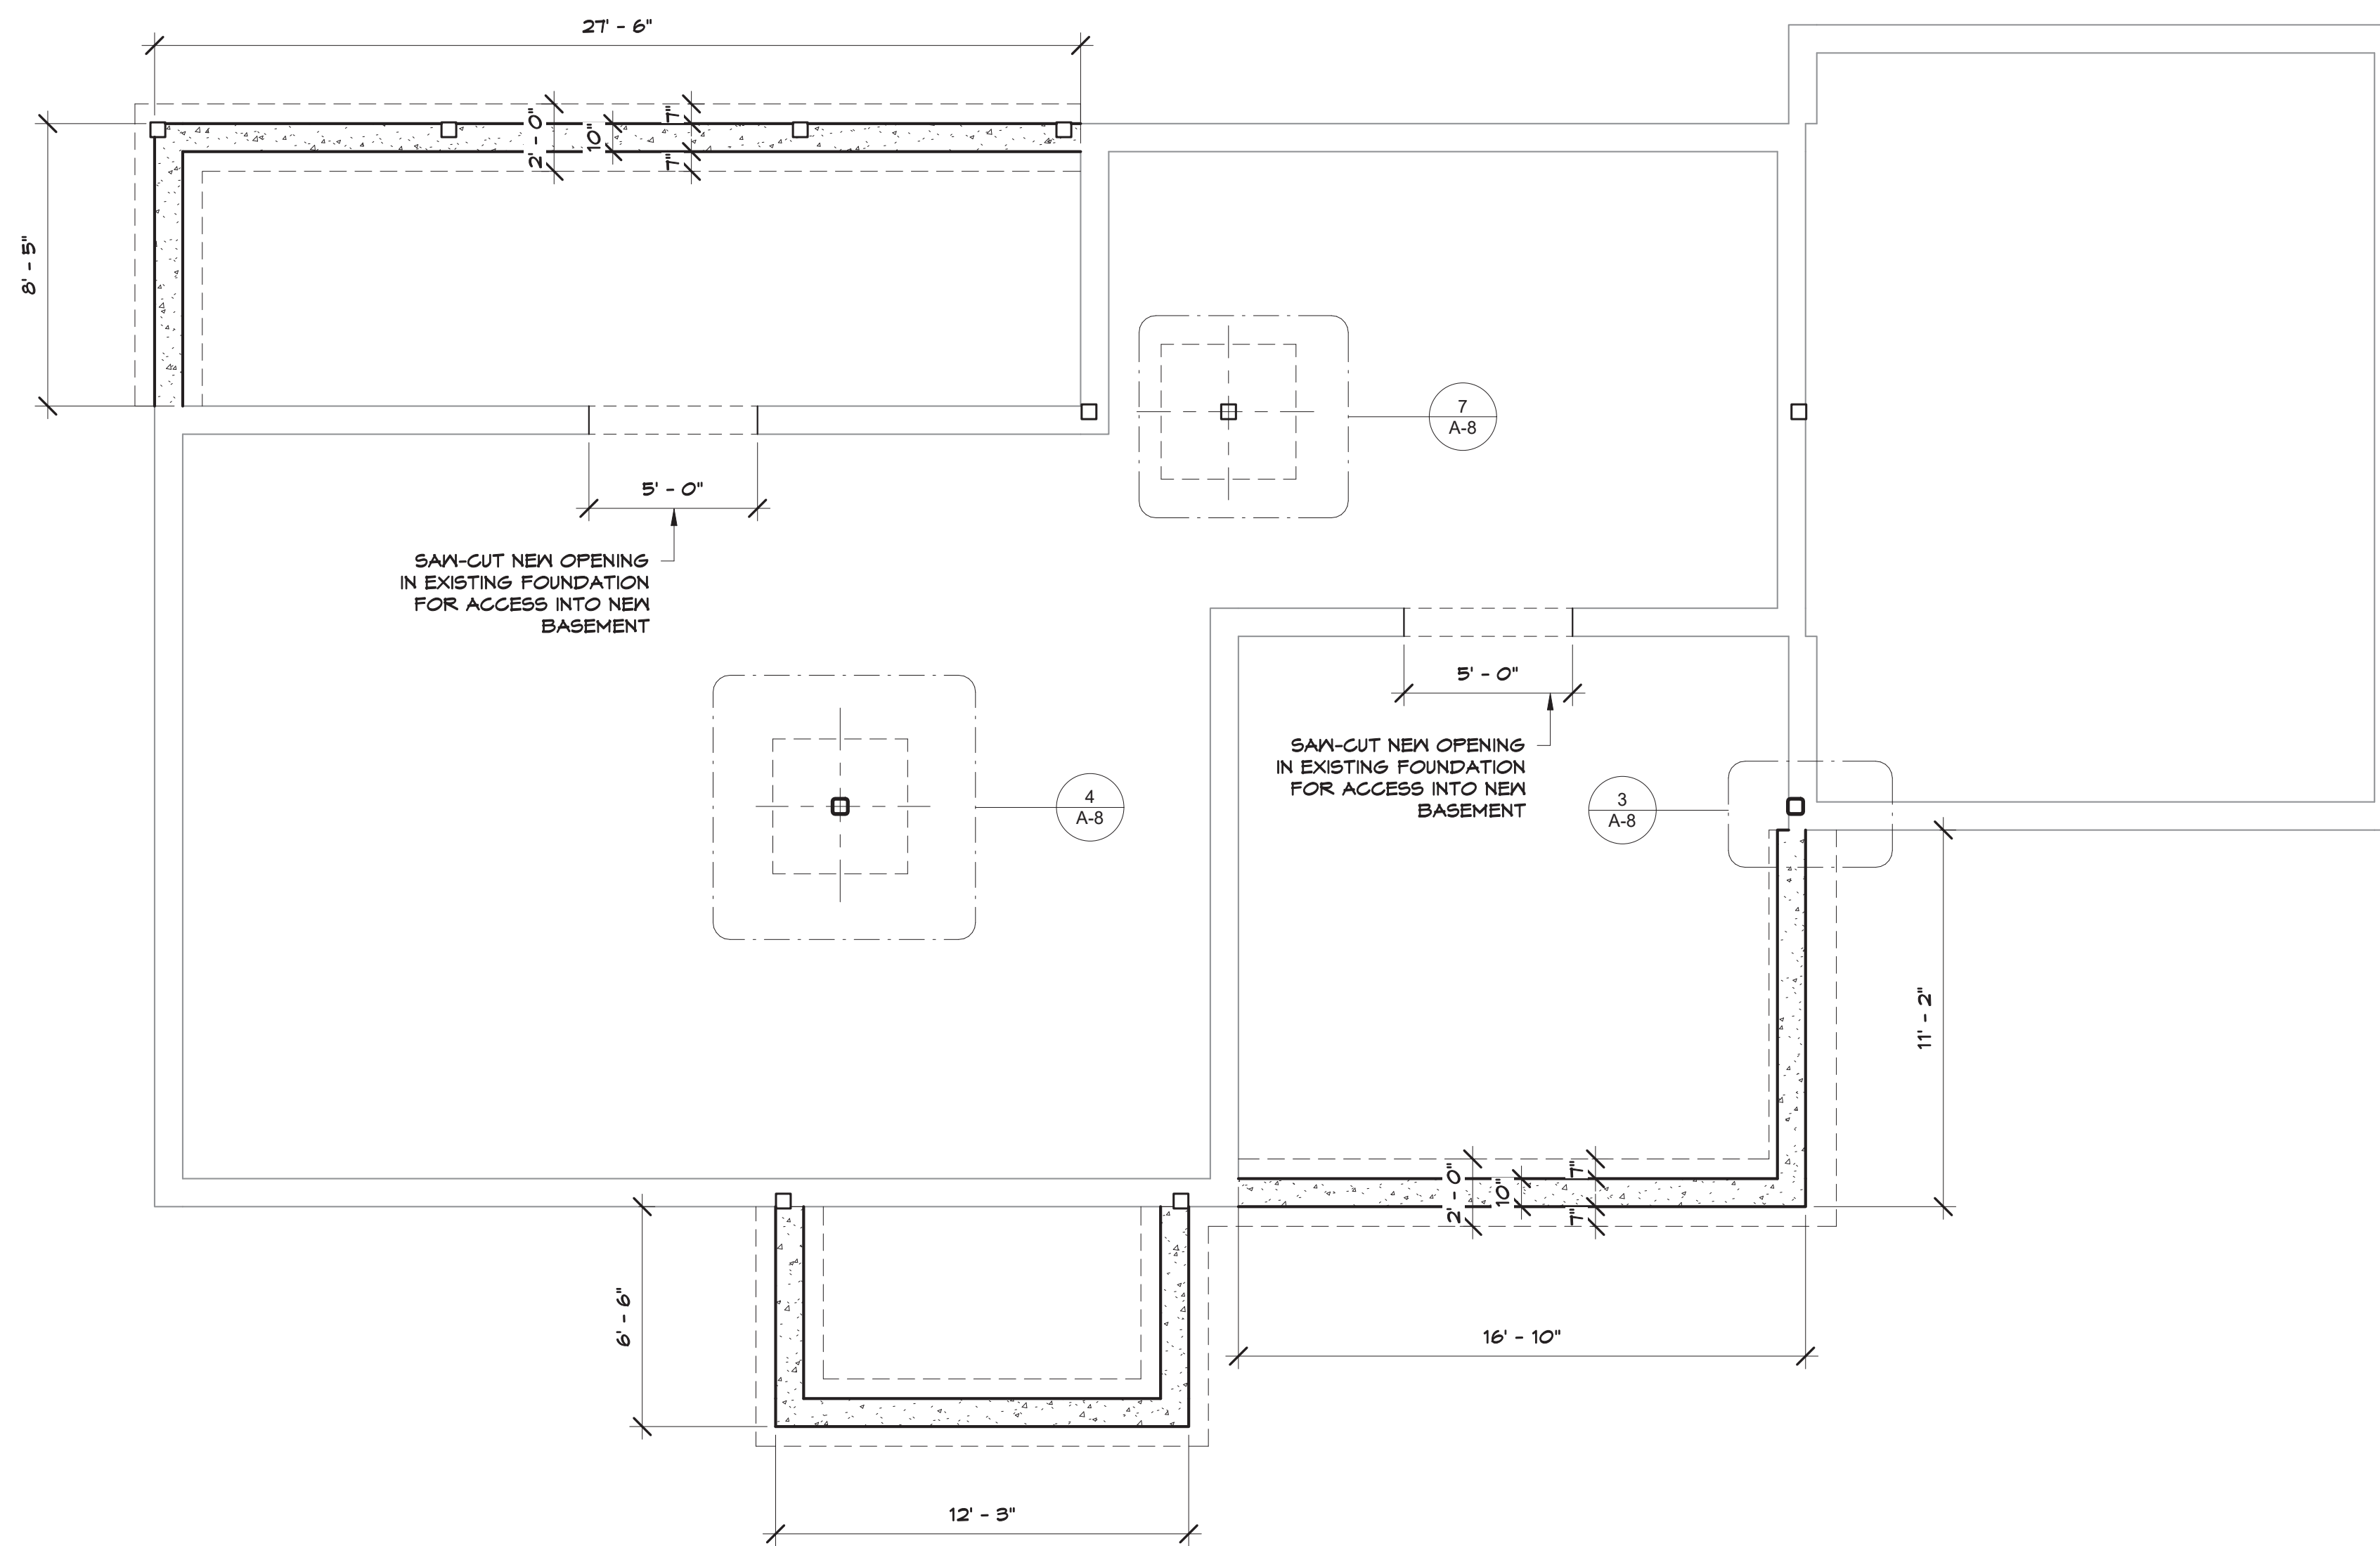 27' - 6"
2' - 0"
10"
7"
7"
8' - 5"
7
A-8
5' - 0"
SAW-CUT NEW OPENING
IN EXISTING FOUNDATION
FOR ACCESS INTO NEW
BASEMENT
5' - 0"
SAW-CUT NEW OPENING
IN EXISTING FOUNDATION
FOR ACCESS INTO NEW
BASEMENT
4
A-8
3
A-8
11' - 2"
2' - 0"
10"
7"
7"
6' - 6"
16' - 10"
12' - 3"